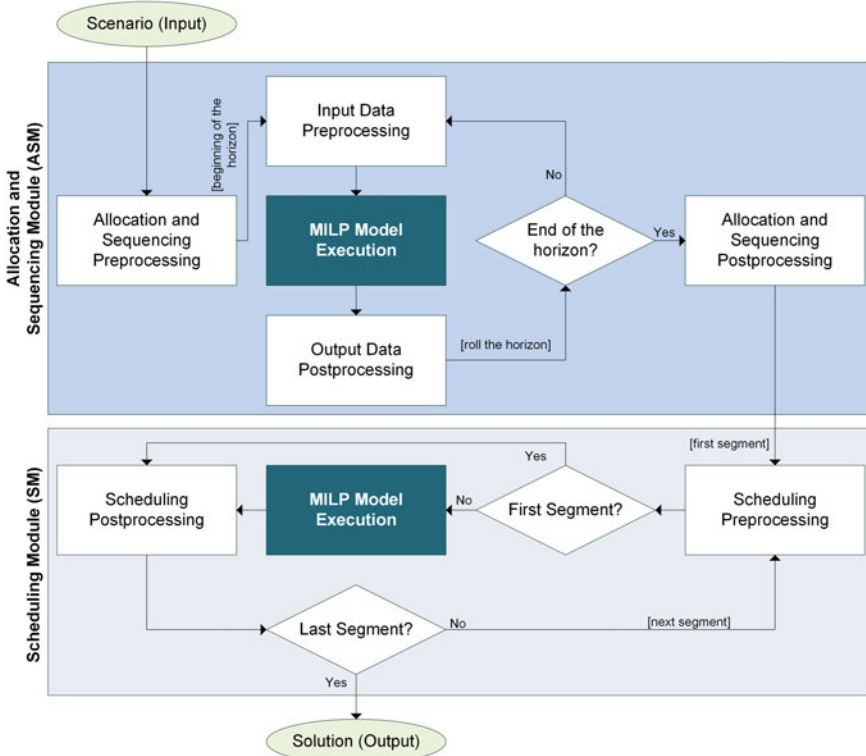 Scenario (Input)
Allocation and
Sequencing Module (ASM)
[beginning of the
horizon]
Input Data
Preprocessing
Allocation and
Sequencing
Preprocessing
MILP Model
Execution
No
End of the
horizon?
Yes
Allocation and
Sequencing
Postprocessing
Output Data
Postprocessing
[roll the horizon]
Scheduling Module (SM)
[first segment]
Yes
Scheduling
Postprocessing
MILP Model
Execution
No
First Segment?
Scheduling
Preprocessing
Last Segment?
No
[next segment]
Yes
Solution (Output)